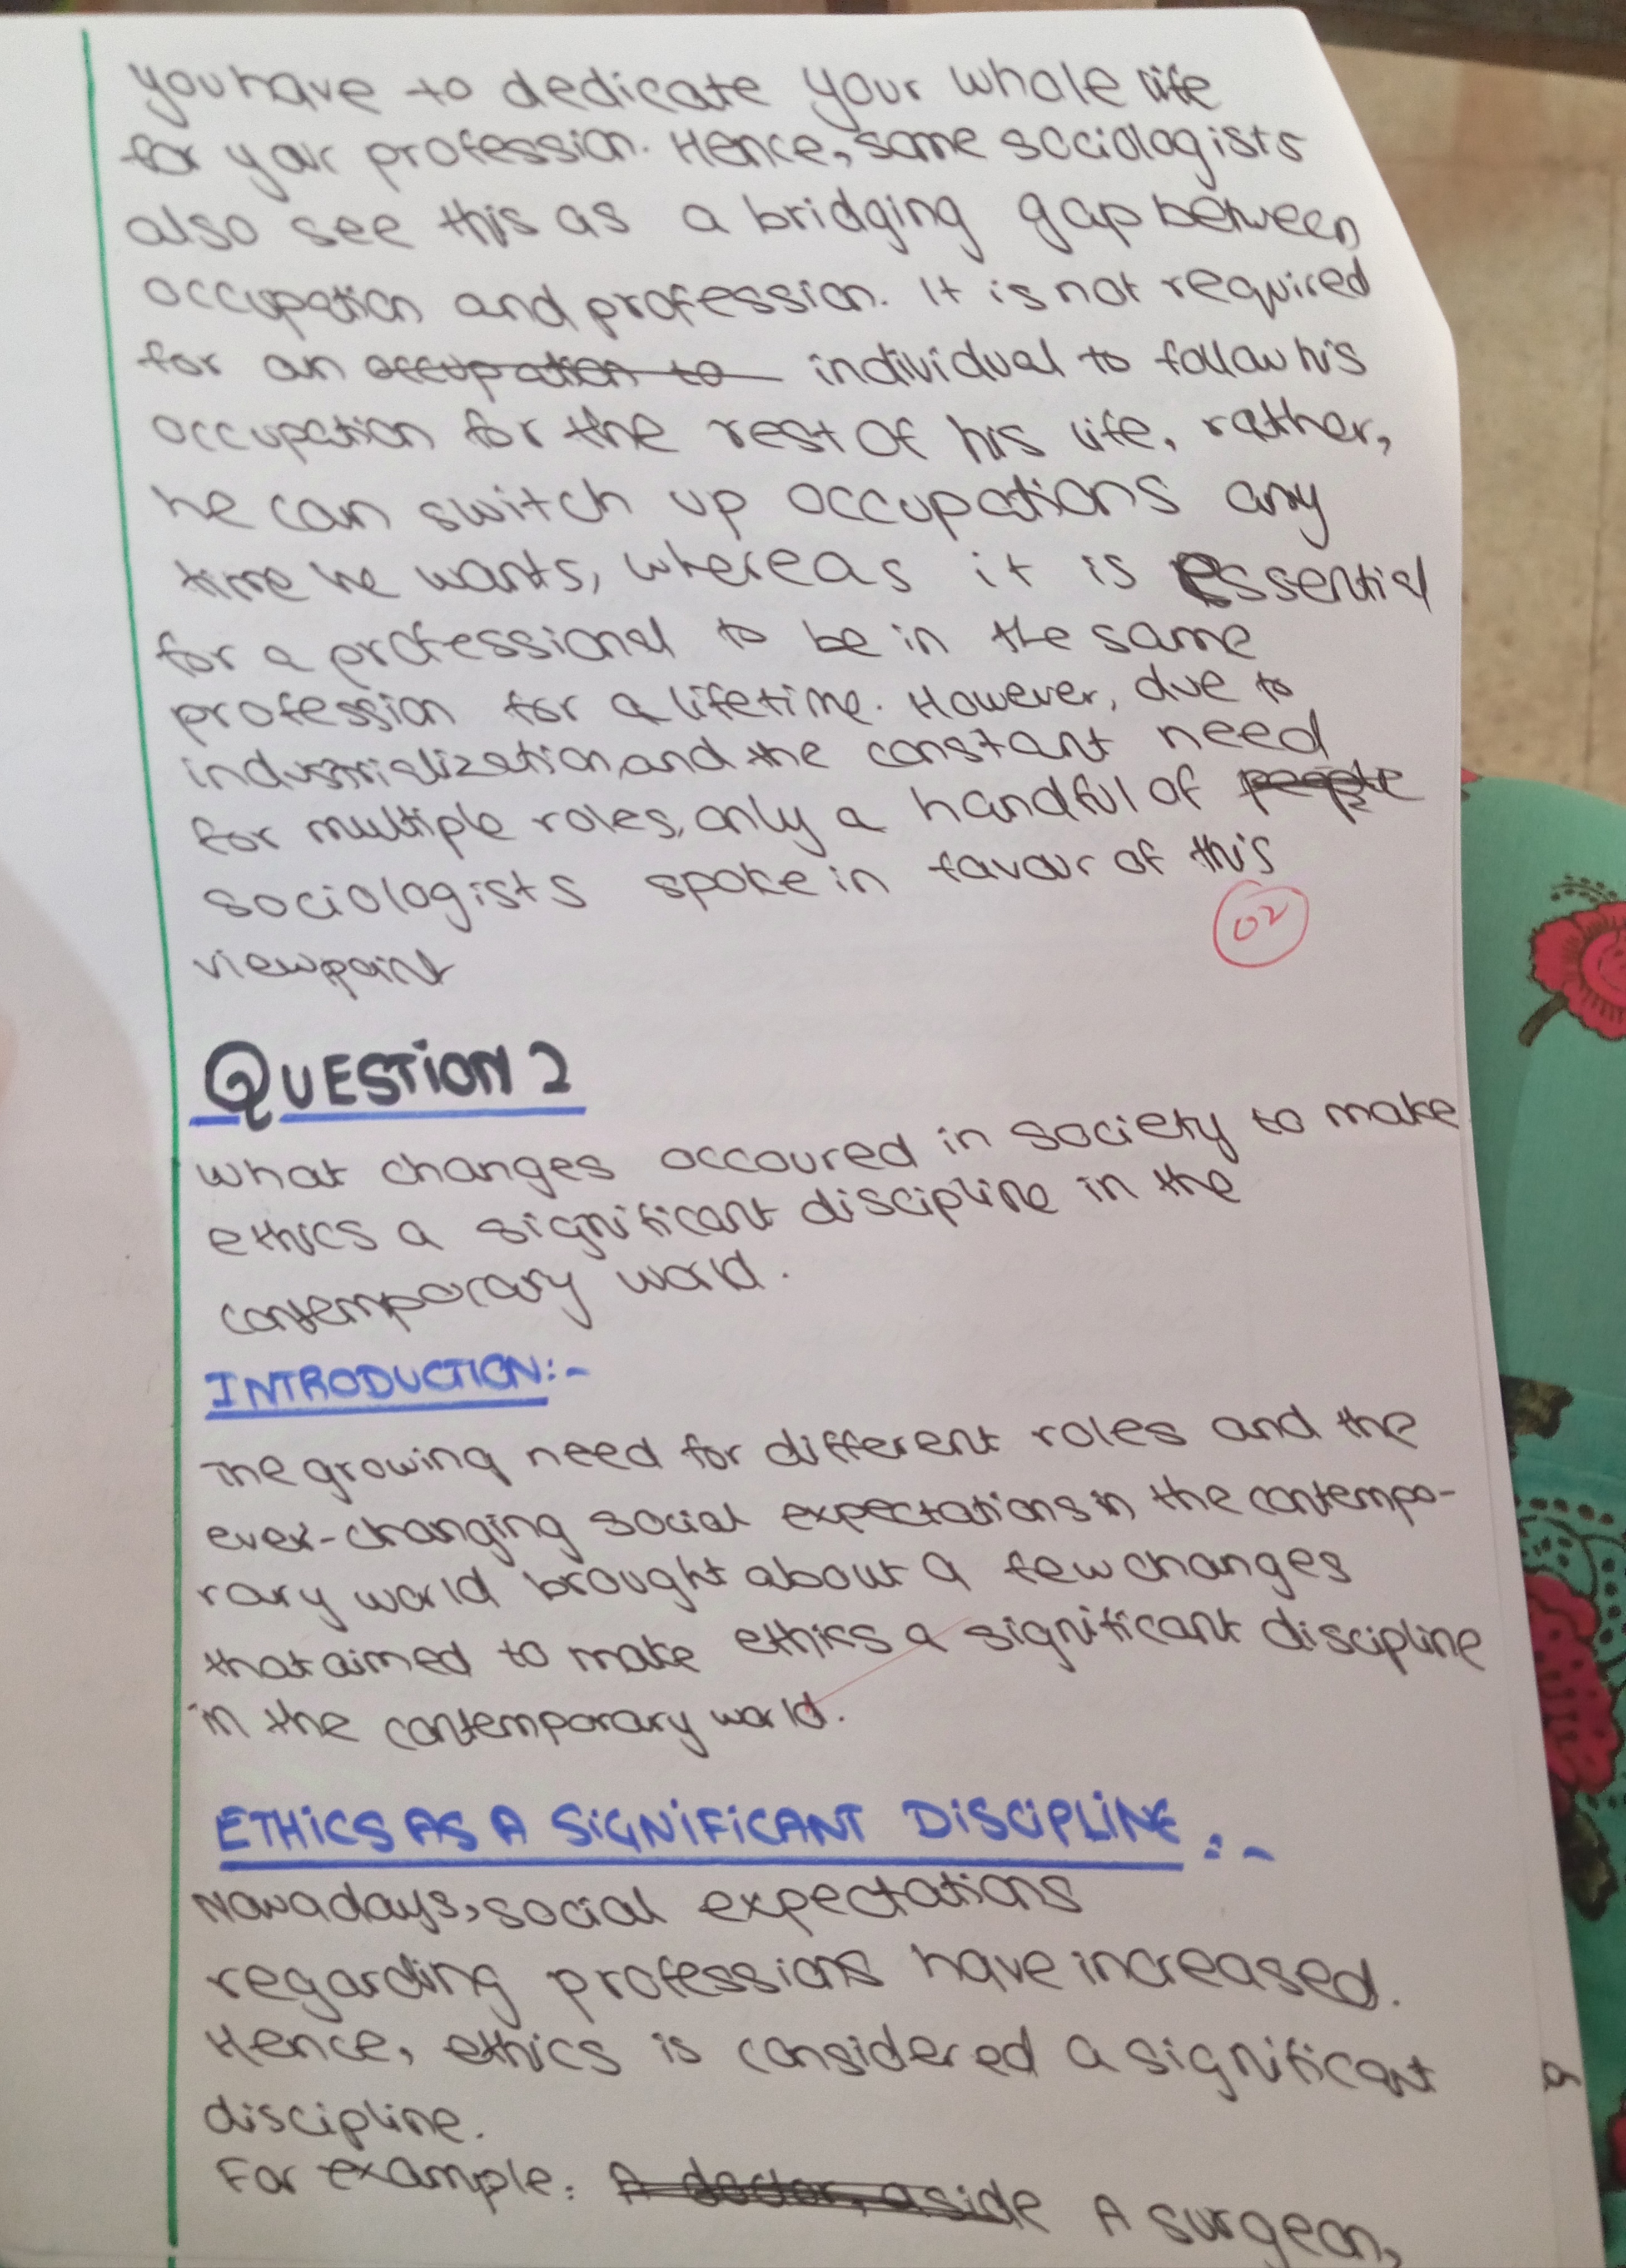 you have to dedicate your whole life
for your profession. Hence, some sociologists
also see this as a bridging gap between
occupation and profession. It is not required
for an occupation to individual to follow his
occupation for the rest of his life, rather,
he can switch up occupations any
time he wants, whereas it is essential
for a professional to be in the same
profession for a lifetime. However, due to
industrialization, and the constant need
for multiple roles, only a handful of people
sociologists spoke in favour of this
02
viewpoint
QUESTION 2
what changes occoured in society to make
ethics a significant discipline in the
contemporary world.
INTRODUCTION:-
The growing need for different roles and the
ever-changing social expectations in the contempo-
rary world brought about a few changes
that aimed to make ethics a significant discipline
in the contemporary world.
ETHICS AS A SIGNIFICANT DISCIPLINE :-
Nowadays, social expectations
regarding professions have increased.
Hence, ethics is considered a significant
discipline.
For example: A doctor, aside A surgeon,